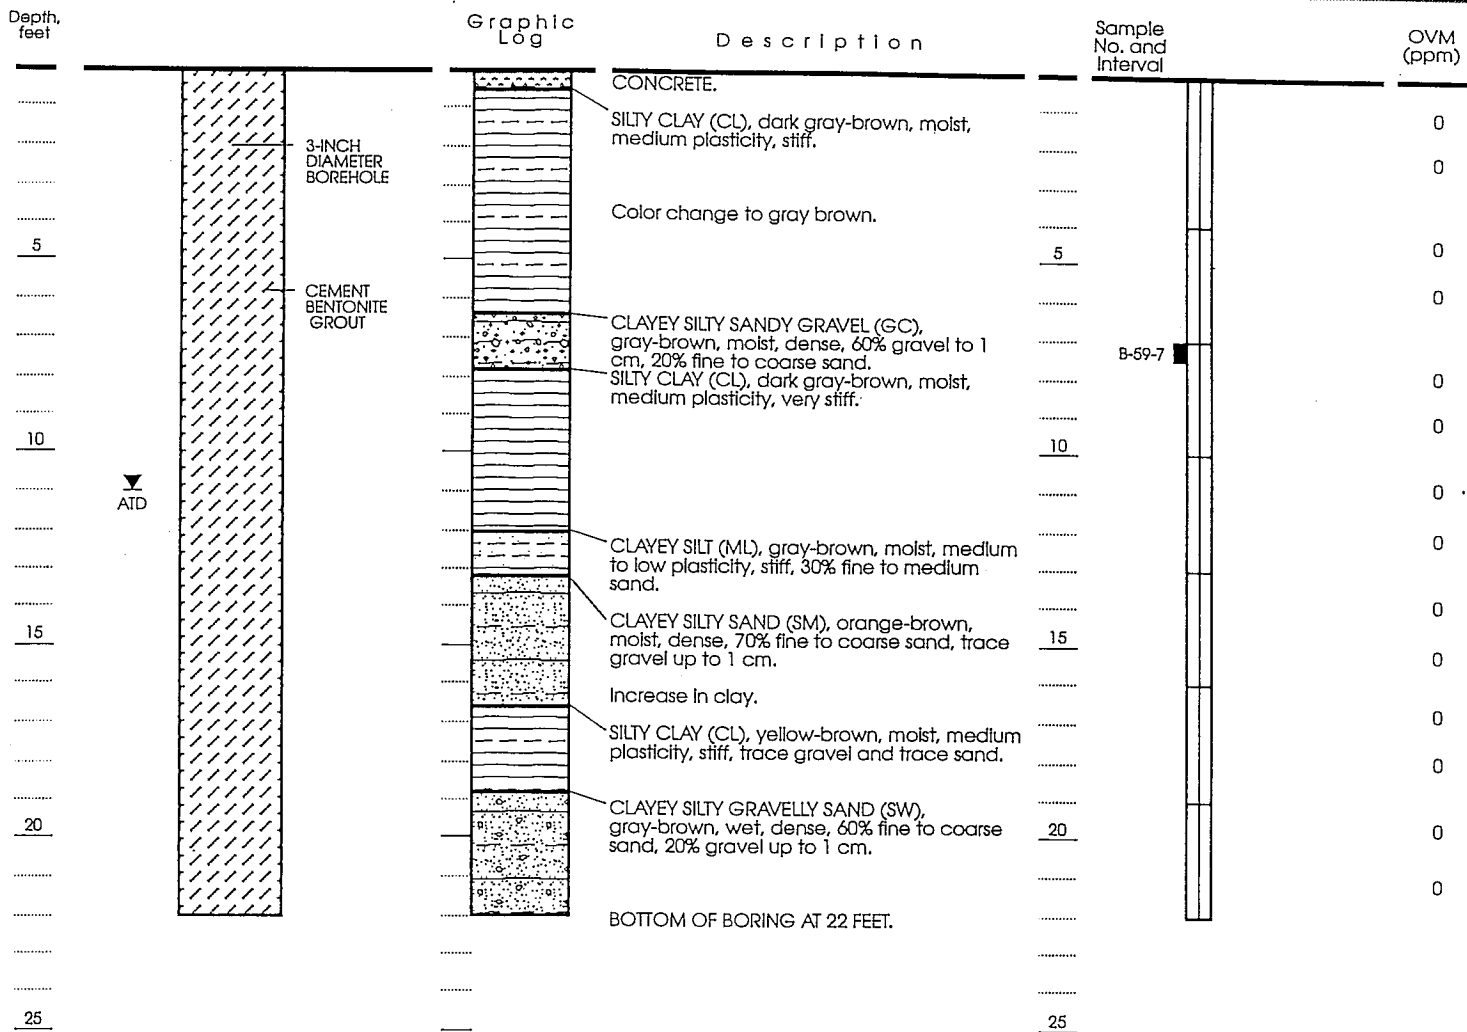 Depth,
feet
Graphic
Log
Description
Sample
No. and
Interval
OVM
(ppm)
CONCRETE.
SILTY CLAY (CL), dark gray-brown, moist,
medium plasticity, stiff.
0
3-INCH
DIAMETER
BOREHOLE
0
Color change to gray brown.
5
5
0
CEMENT
BENTONITE
GROUT
0
CLAYEY SILTY SANDY GRAVEL (GC),
gray-brown, moist, dense, 60% gravel to 1
cm, 20% fine to coarse sand.
B-59-7
SILTY CLAY (CL), dark gray-brown, moist,
medium plasticity, very stiff.
0
10
10
0
ATD
0
CLAYEY SILT (ML), gray-brown, moist, medium
to low plasticity, stiff, 30% fine to medium
sand.
0
CLAYEY SILTY SAND (SM), orange-brown,
moist, dense, 70% fine to coarse sand, trace
gravel up to 1 cm.
0
15
15
0
Increase in clay.
SILTY CLAY (CL), yellow-brown, moist, medium
plasticity, stiff, trace gravel and trace sand.
0
0
CLAYEY SILTY GRAVELLY SAND (SW),
gray-brown, wet, dense, 60% fine to coarse
sand, 20% gravel up to 1 cm.
20
20
0
0
BOTTOM OF BORING AT 22 FEET.
25
25